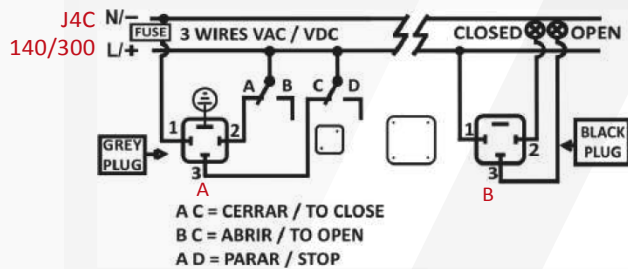 J4C N/−
140/300 L/+
FUSE
3 WIRES VAC / VDC
CLOSED OPEN
A B C D
1 2
3
GREY
PLUG
A
1 2
3
BLACK
PLUG
B
A C = CERRAR / TO CLOSE
B C = ABRIR / TO OPEN
A D = PARAR / STOP